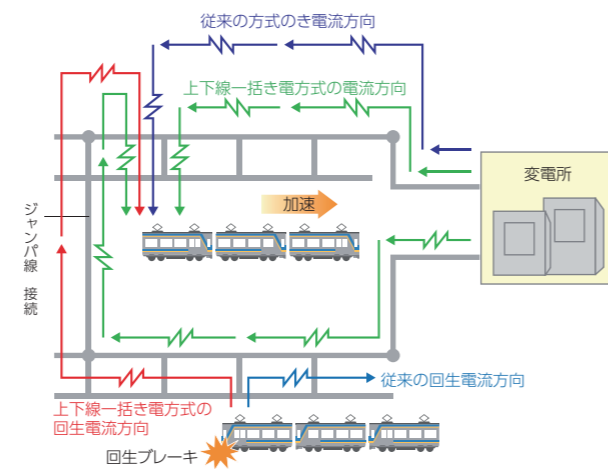 従来の方式のき電流方向
上下線一括き電方式の電流方向
変電所
加速
ジャンパ線 接続
従来の回生電流方向
上下線一括き電方式の
回生電流方向
回生ブレーキ